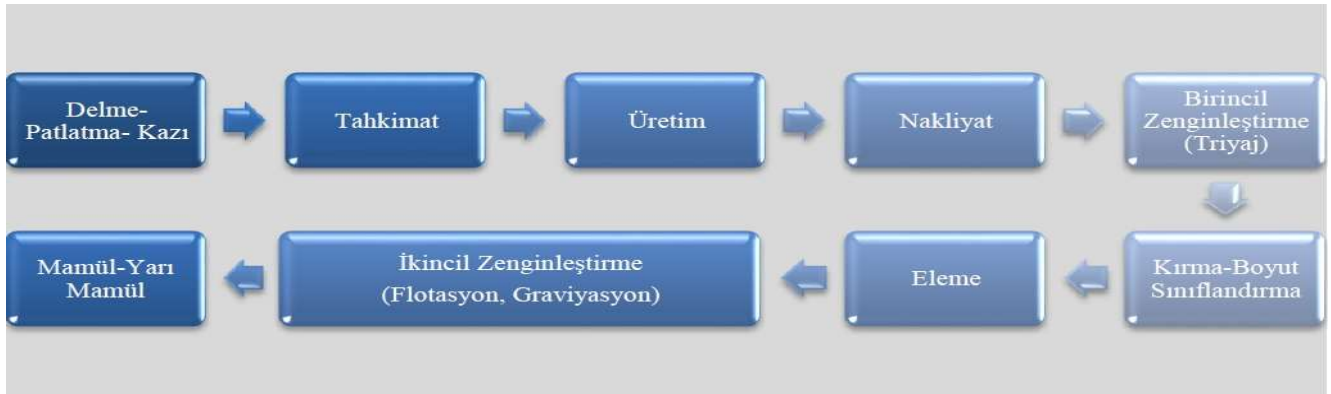 Delme-
Patlatma- Kazı
Tahkimat
Üretim
Nakliyat
Birincil
Zenginleştirme
(Triyaj)
Kırma-Boyut
Sınıflandırma
Eleme
İkincil Zenginleştirme
(Flotasyon, Graviyasyon)
Mamül-Yarı
Mamül